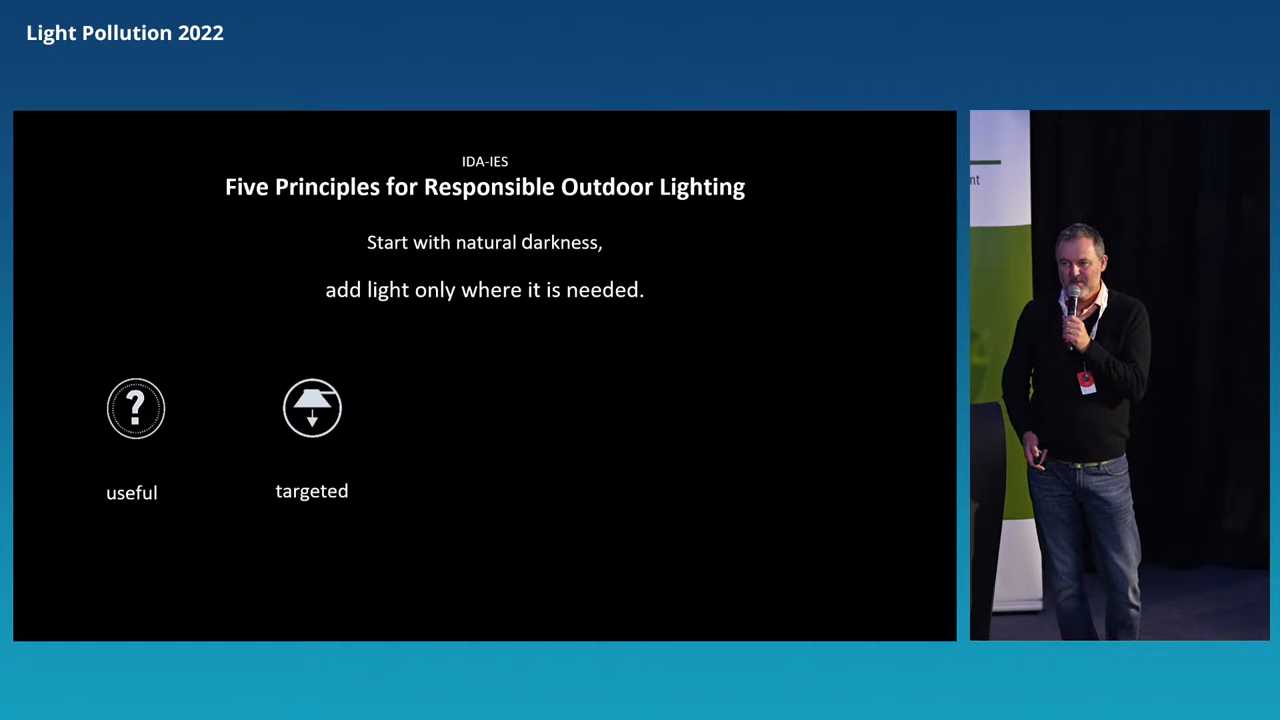 Light Pollution 2022
IDA-IES
Five Principles for Responsible Outdoor Lighting
Start with natural darkness,
add light only where it is needed.
?
useful
targeted
nt